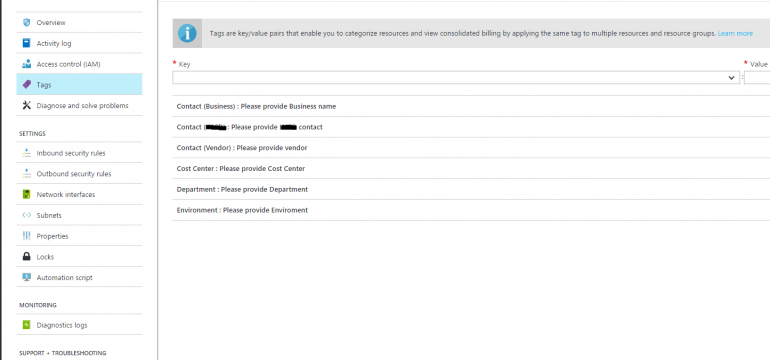 Overview
Activity log
Access control (IAM)
Tags
Diagnose and solve problems
SETTINGS
Inbound security rules
Outbound security rules
Network interfaces
Subnets
Properties
Locks
Automation script
MONITORING
Diagnostics logs
SUPPORT + TROUBLESHOOTING
Tags are key/value pairs that enable you to categorize resources and view consolidated billing by applying the same tag to multiple resources and resource groups. Learn more
* Key
* Value
:
Contact (Business) : Please provide Business name
Contact ( : Please provide contact
Contact (Vendor) : Please provide vendor
Cost Center : Please provide Cost Center
Department : Please provide Department
Environment : Please provide Enviroment